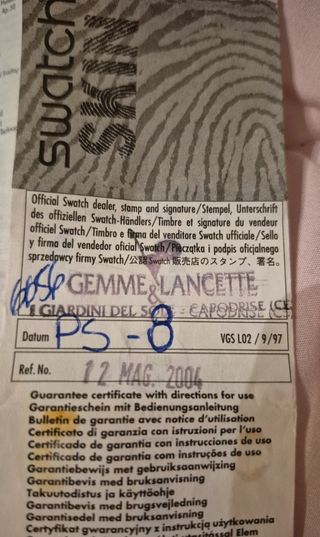 swatch
SKIN
Official Swatch dealer, stamp and signature/Stempel, Unterschrift
des offiziellen Swatch-Händlers/Timbre et signature du vendeur
officiel Swatch/Timbro e firma del venditore Swatch ufficiale/Sello
y firma del vendedor oficial Swatch/Pieczątka i podpis oficjalnego
sprzedawcy firmy Swatch/公認Swatch販売店のスタンプ、署名。
GEMME LANCETTE
I GIARDINI DEL - CAPODRISE (CE
Datum PS-8 VGS L02 / 9/97
Ref. No. 12 MAG. 2004
Guarantee certificate with directions for use
Garantieschein mit Bedienungsanleitung
Bulletin de garantie avec notice d'utilisation
Certificato di garanzia con istruzioni per l'uso
Certificado de garantía con instrucciones de uso
Certificado de garantia com instruções de uso
Garantiebewijs met gebruiksaanwijzing
Garantibevis med bruksanvisning
Takuutodistus ja käyttöohje
Garantibevis med brugsvejledning
Garantisedel med bruksanvisning
Certyfikat gwarancyjny z instrukcją użytkowania